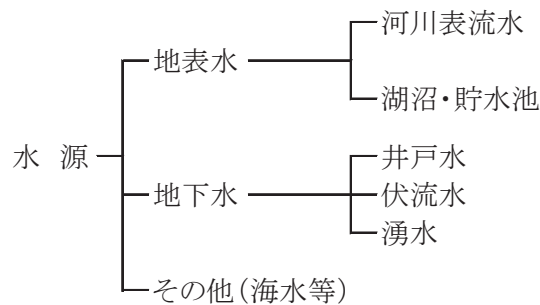 水 源
地表水
河川表流水
湖沼・貯水池
地下水
井戸水
伏流水
湧水
その他（海水等）